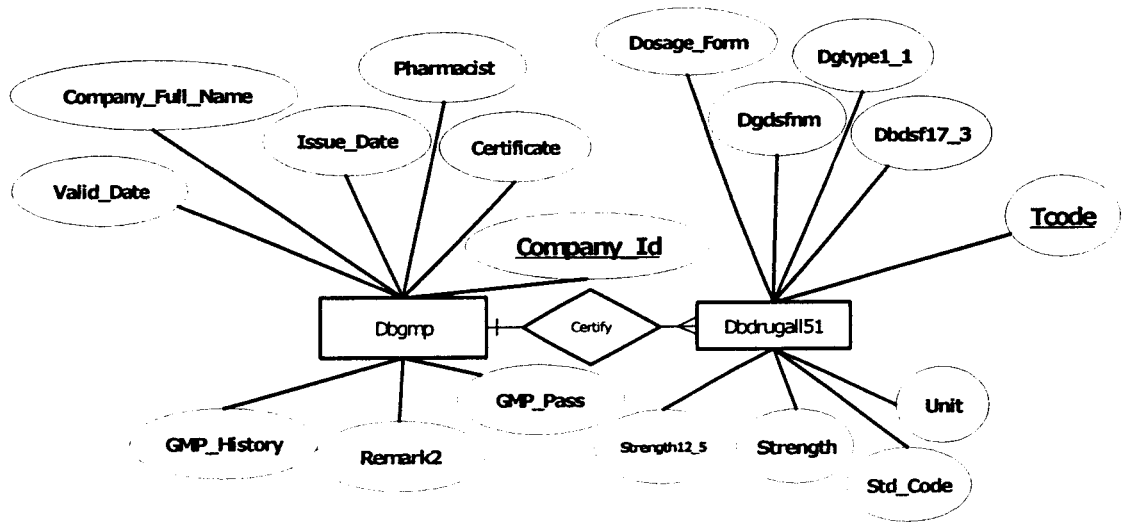 Dosage_Form
Dgtype1_1
Pharmacist
Company_Full_Name
Dgdsfnm
Issue_Date
Certificate
Dbdsf17_3
Valid_Date
Tcode
Company_Id
Dbgmp
Certify
Dbdrugall51
GMP_Pass
Unit
GMP_History
Remark2
Strength12_5
Strength
Std_Code